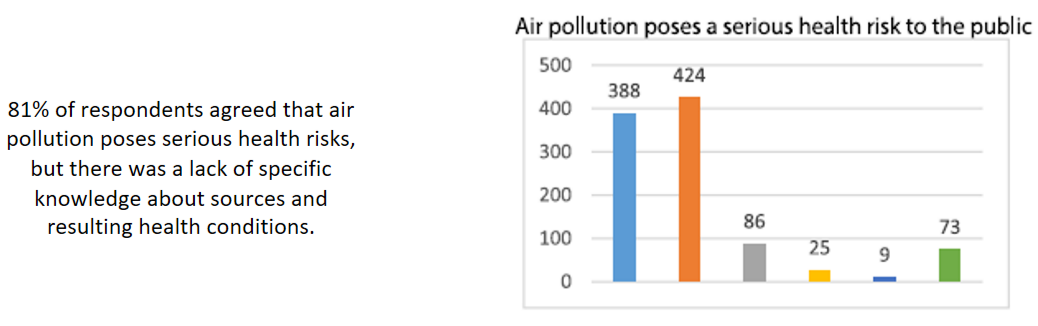 81% of respondents agreed that air
pollution poses serious health risks,
but there was a lack of specific
knowledge about sources and
resulting health conditions.
Air pollution poses a serious health risk to the public
500
400
300
200
100
0
388
424
86
25
9
73